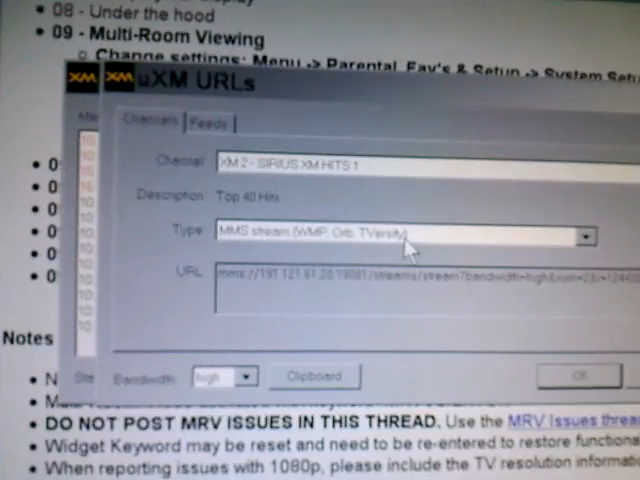 08 - Under the hood
09 - Multi-Room Viewing
Change settings: Menu -> Parental, Fav's & Setup -> System Setu
XM XM uXM URLs
Channels Feeds
Channel: XM 2 - SIRIUS XM HITS 1
Description: Top 40 Hits
Type: MMS stream (WMP, Orb, TVersity)
URL:
Bandwidth: high Clipboard OK
Notes
DO NOT POST MRV ISSUES IN THIS THREAD. Use the MRV Issues threa
Widget Keyword may be reset and need to be re-entered to restore functiona
When reporting issues with 1080p, please include the TV resolution informatio